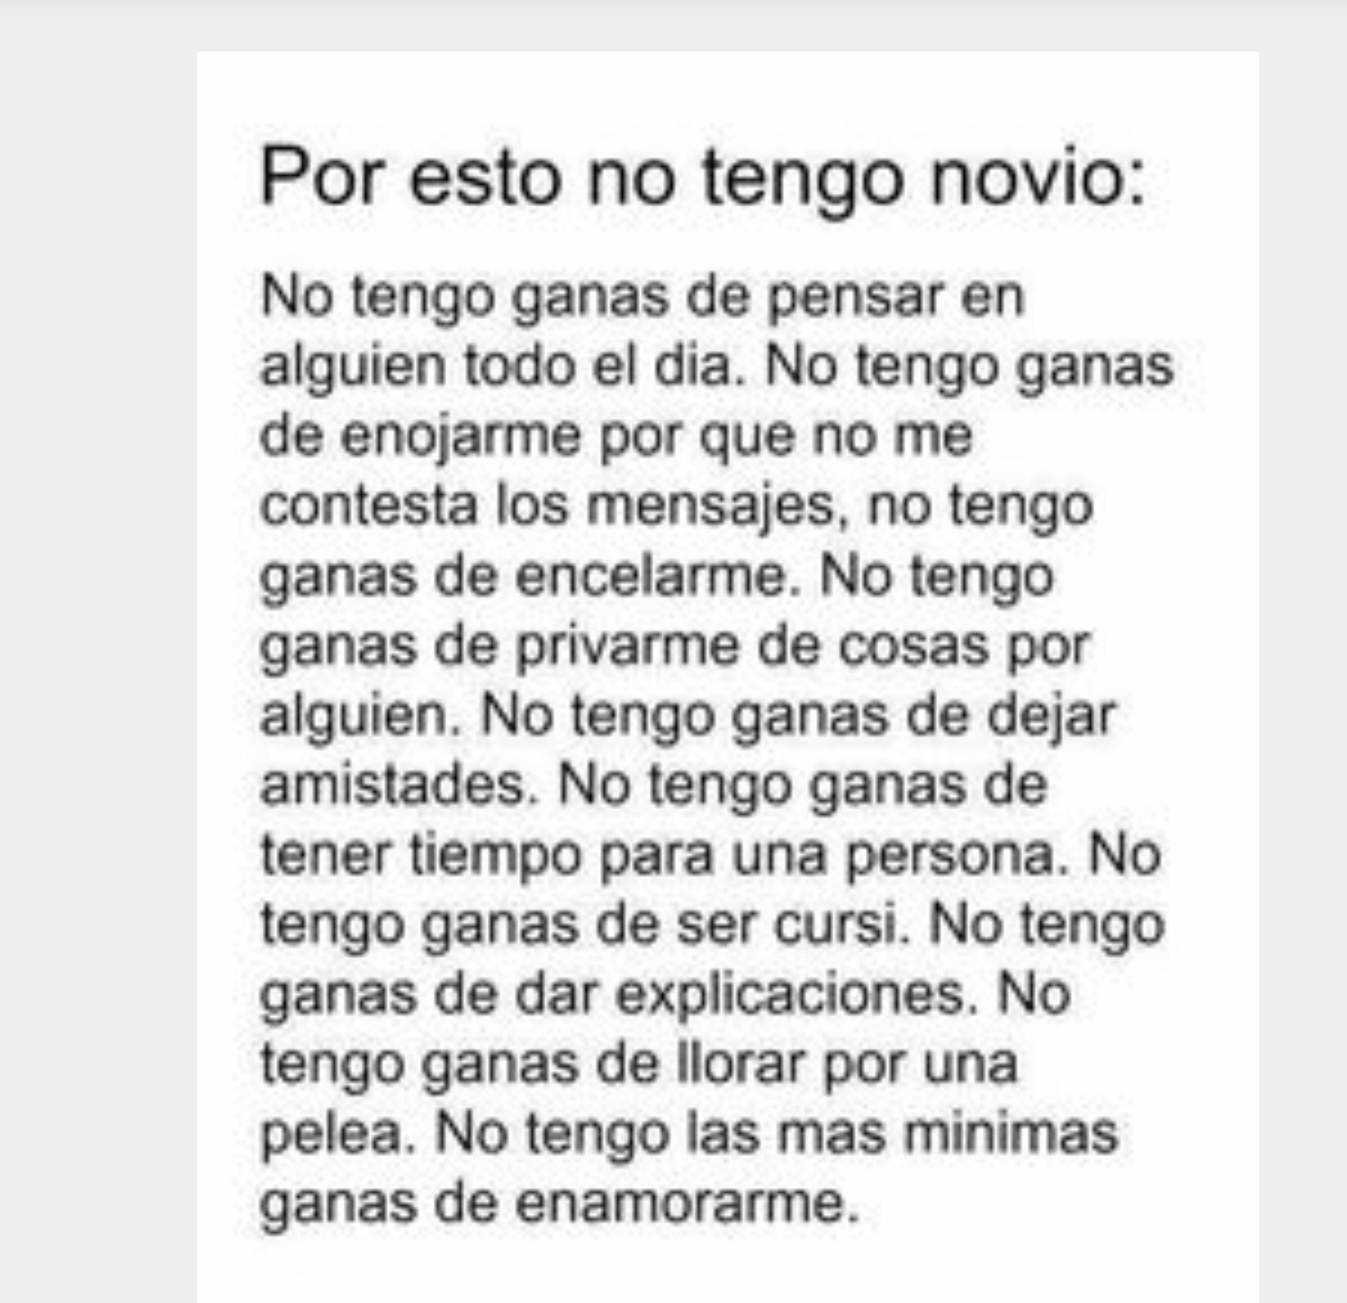 Por esto no tengo novio:
No tengo ganas de pensar en
alguien todo el dia. No tengo ganas
de enojarme por que no me
contesta los mensajes, no tengo
ganas de encelarme. No tengo
ganas de privarme de cosas por
alguien. No tengo ganas de dejar
amistades. No tengo ganas de
tener tiempo para una persona. No
tengo ganas de ser cursi. No tengo
ganas de dar explicaciones. No
tengo ganas de llorar por una
pelea. No tengo las mas minimas
ganas de enamorarme.